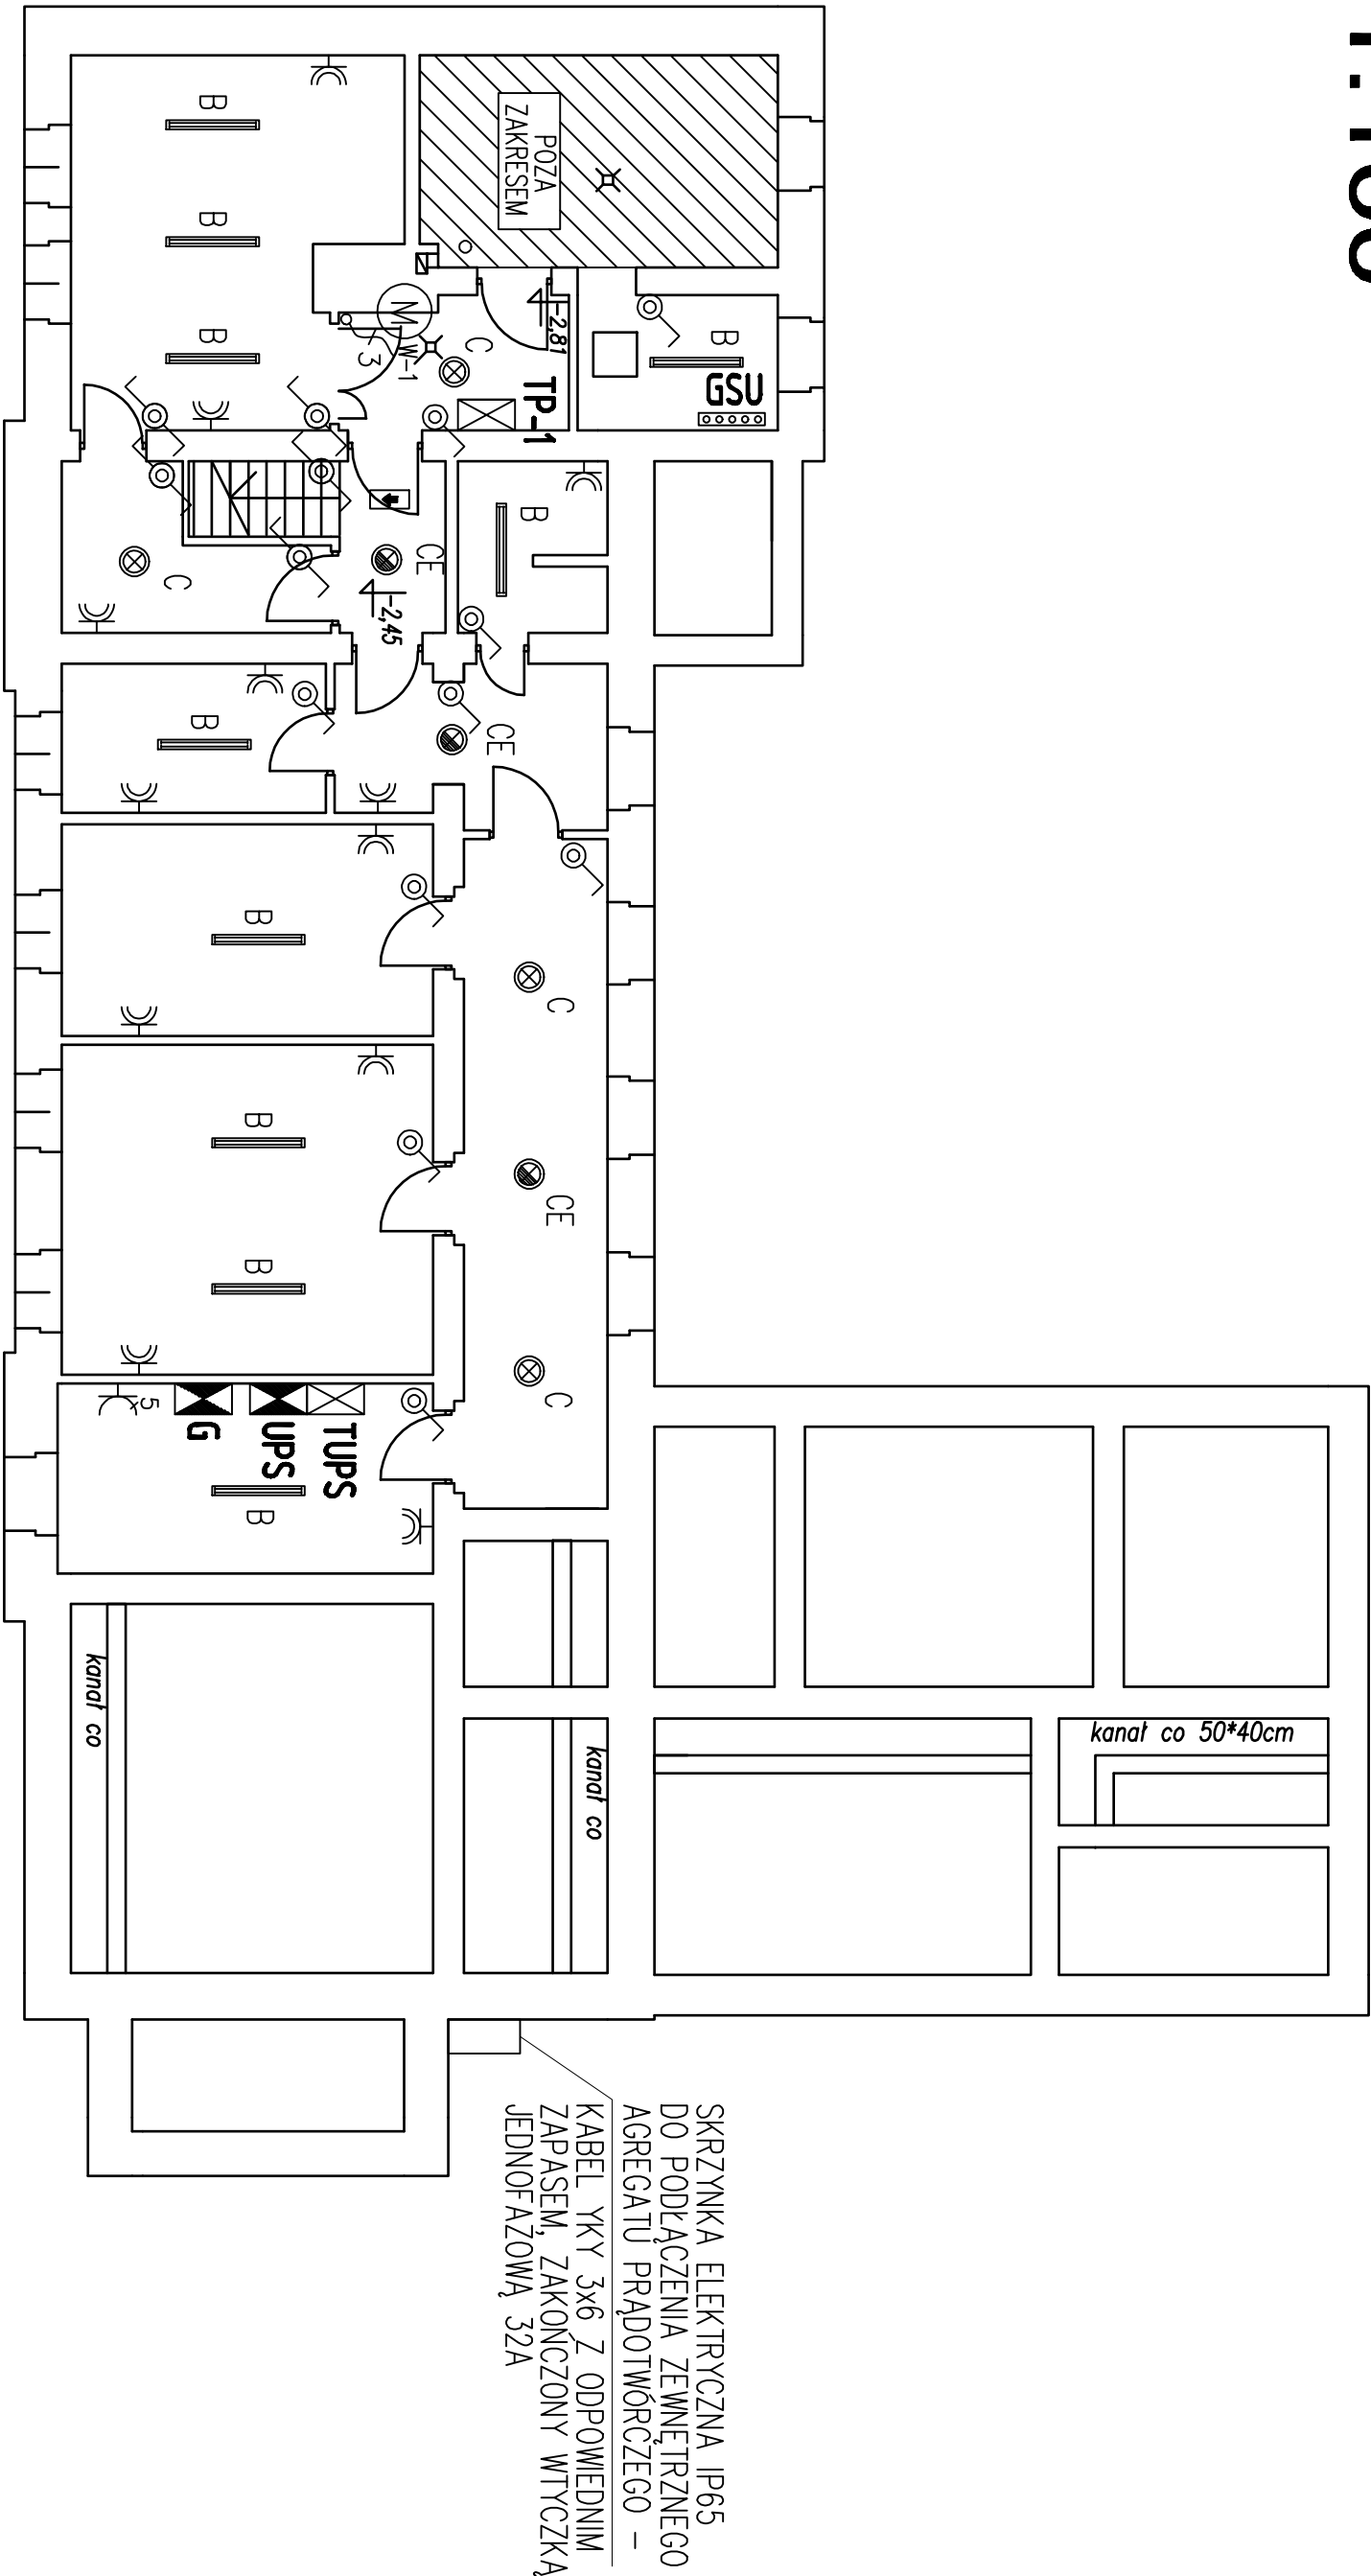 1:100
POZA
ZAKRESEM
B
B
B
B
GSU
-2,81
C
M
W-1
3
TP-1
B
CE
-2,45
C
CE
B
B
C
B
CE
B
C
5
G
UPS
TUPS
B
kanał co
kanał co
kanał co 50*40cm
SKRZYNKA ELEKTRYCZNA IP65
DO PODŁĄCZENIA ZEWNĘTRZNEGO
AGREGATU PRĄDOTWÓRCZEGO –
KABEL YKY 3x6 Z ODPOWIEDNIM
ZAPASEM, ZAKOŃCZONY WTYCZKĄ
JEDNOFAZOWĄ 32A